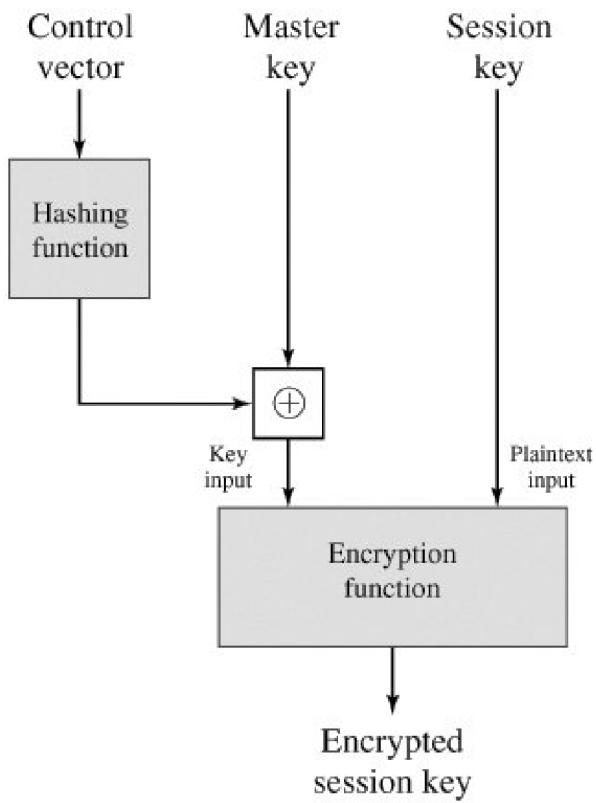 Control
vector
Master
key
Session
key
Hashing
function
Key
input
Plaintext
input
Encryption
function
Encrypted
session key